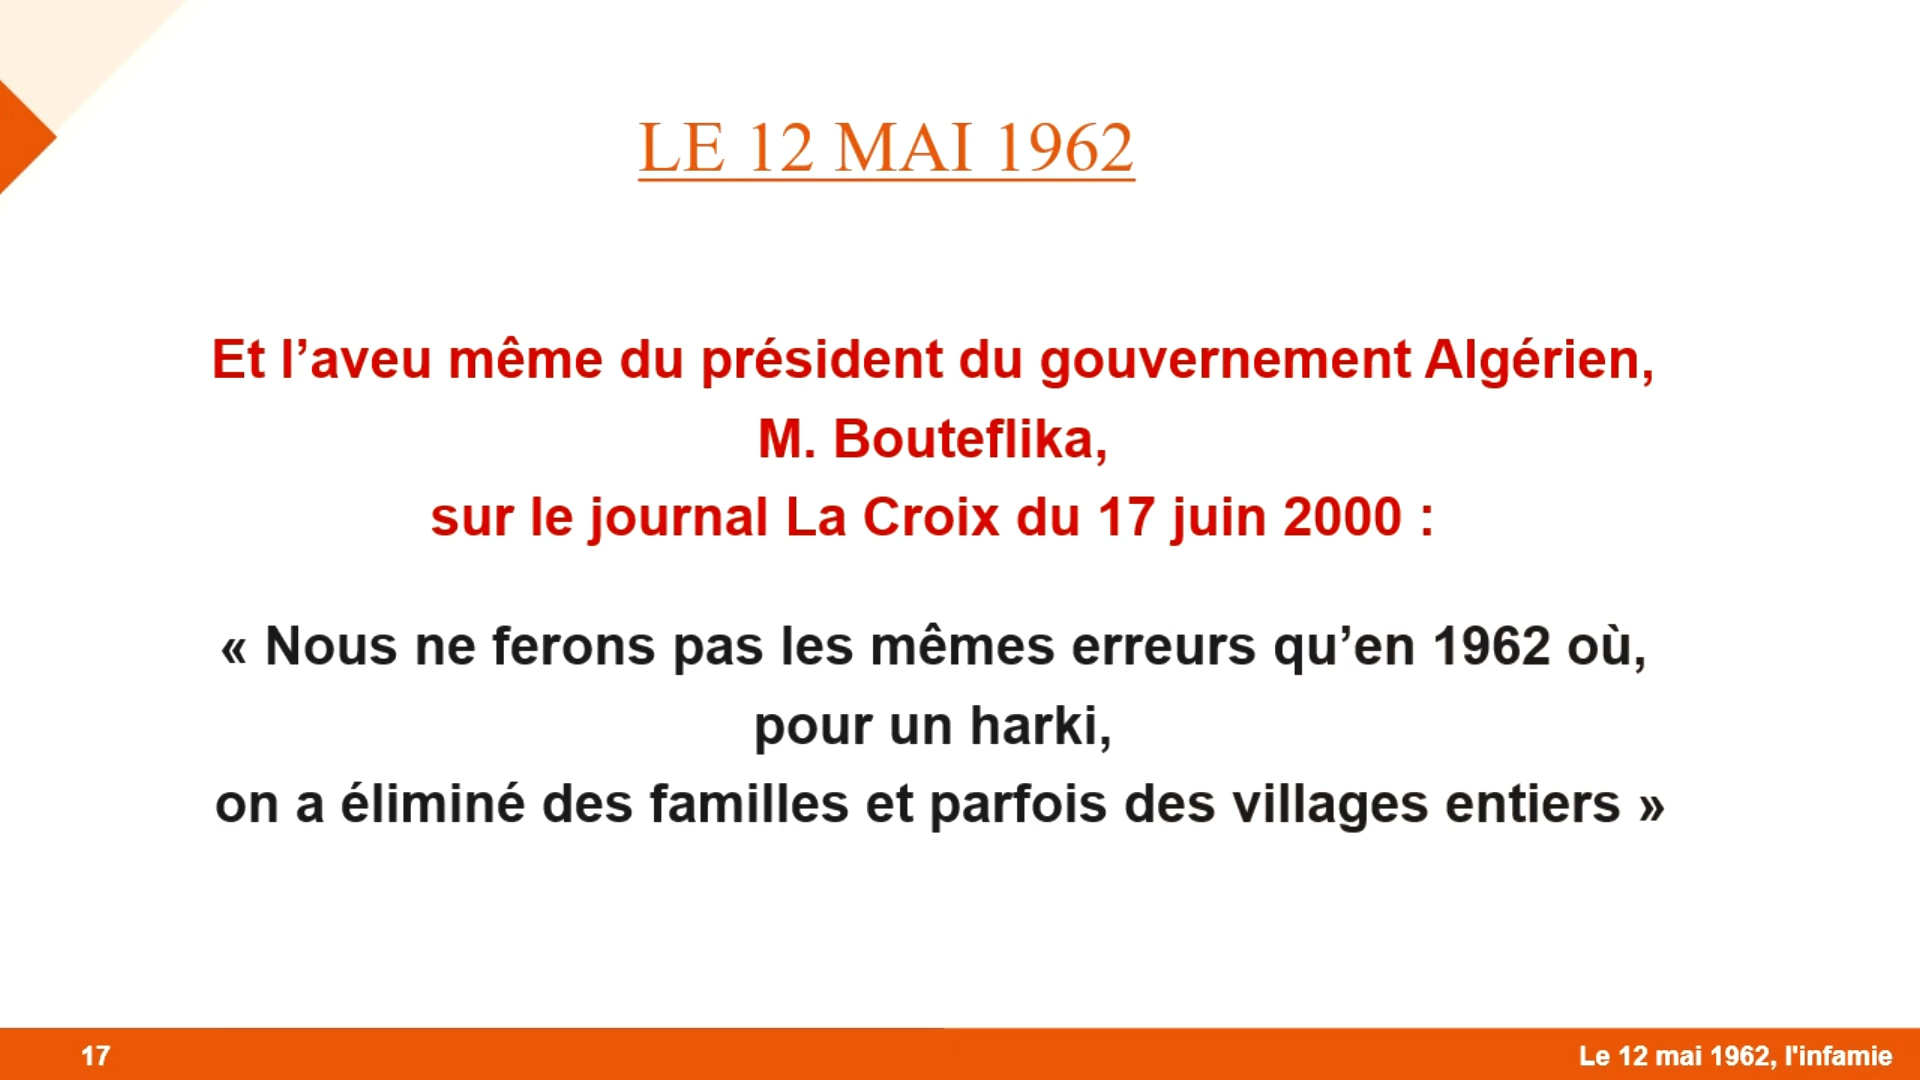 LE 12 MAI 1962
Et l’aveu même du président du gouvernement Algérien,
M. Bouteflika,
sur le journal La Croix du 17 juin 2000 :
« Nous ne ferons pas les mêmes erreurs qu’en 1962 où,
pour un harki,
on a éliminé des familles et parfois des villages entiers »
17
Le 12 mai 1962, l'infamie